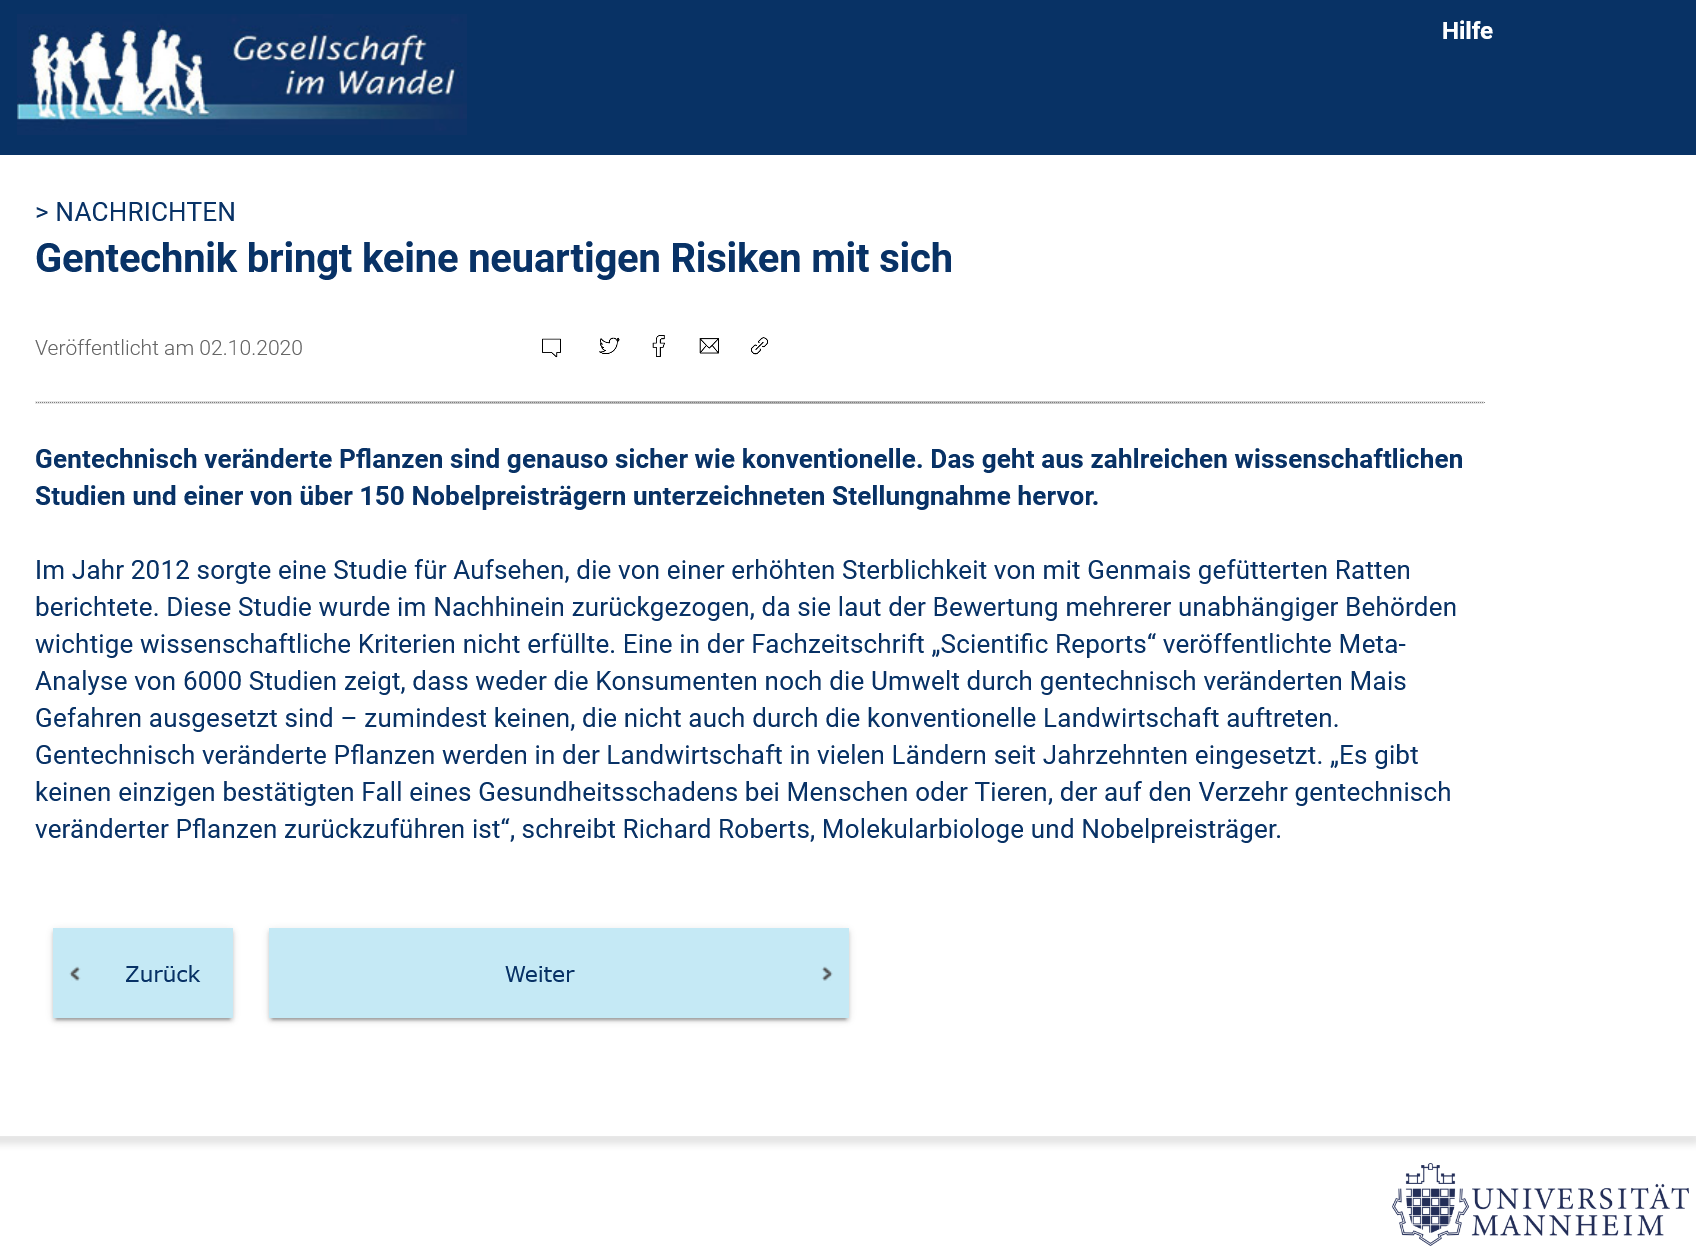 Gesellschaft
im Wandel
Hilfe
> NACHRICHTEN
Gentechnik bringt keine neuartigen Risiken mit sich
Veröffentlicht am 02.10.2020
Gentechnisch veränderte Pflanzen sind genauso sicher wie konventionelle. Das geht aus zahlreichen wissenschaftlichen
Studien und einer von über 150 Nobelpreisträgern unterzeichneten Stellungnahme hervor.
Im Jahr 2012 sorgte eine Studie für Aufsehen, die von einer erhöhten Sterblichkeit von mit Genmais gefütterten Ratten
berichtete. Diese Studie wurde im Nachhinein zurückgezogen, da sie laut der Bewertung mehrerer unabhängiger Behörden
wichtige wissenschaftliche Kriterien nicht erfüllte. Eine in der Fachzeitschrift „Scientific Reports“ veröffentlichte Meta-
Analyse von 6000 Studien zeigt, dass weder die Konsumenten noch die Umwelt durch gentechnisch veränderten Mais
Gefahren ausgesetzt sind – zumindest keinen, die nicht auch durch die konventionelle Landwirtschaft auftreten.
Gentechnisch veränderte Pflanzen werden in der Landwirtschaft in vielen Ländern seit Jahrzehnten eingesetzt. „Es gibt
keinen einzigen bestätigten Fall eines Gesundheitsschadens bei Menschen oder Tieren, der auf den Verzehr gentechnisch
veränderter Pflanzen zurückzuführen ist“, schreibt Richard Roberts, Molekularbiologe und Nobelpreisträger.
Zurück
Weiter
UNIVERSITÄT
MANNHEIM